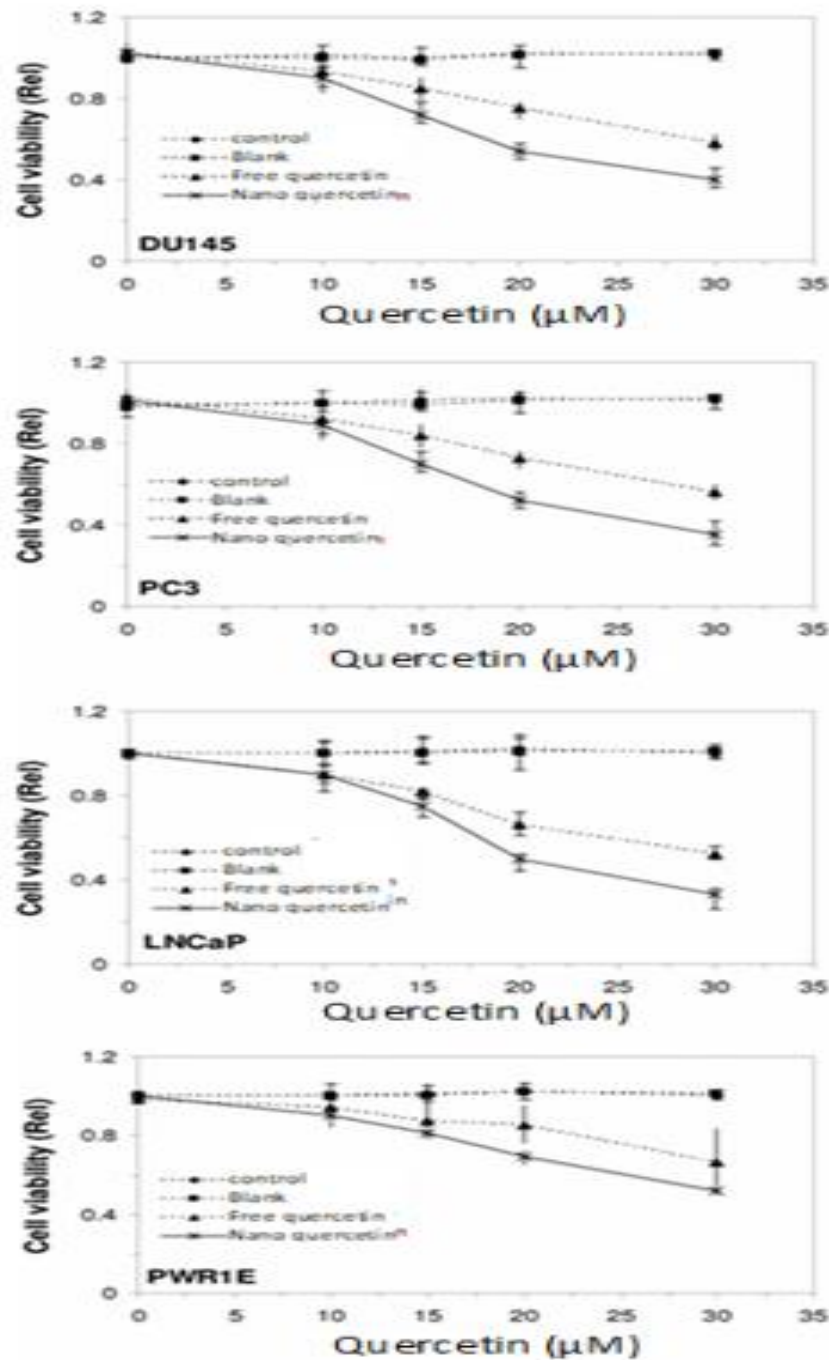 1.2
0.8
0.4
0
Cell viability (Rel)
control
Blank
Free quercetin
Nano quercetin
DU145
0 5 10 15 20 25 30 35
Quercetin (µM)
1.2
0.8
0.4
0
Cell viability (Rel)
control
Blank
Free quercetin
Nano quercetin
PC3
0 5 10 15 20 25 30 35
Quercetin (µM)
1.2
0.8
0.4
0
Cell viability (Rel)
control
Blank
Free quercetin
Nano quercetin
LNCaP
0 5 10 15 20 25 30 35
Quercetin (µM)
1.2
0.8
0.4
0
Cell viability (Rel)
control
Blank
Free quercetin
Nano quercetin
PWR1E
0 5 10 15 20 25 30 35
Quercetin (µM)